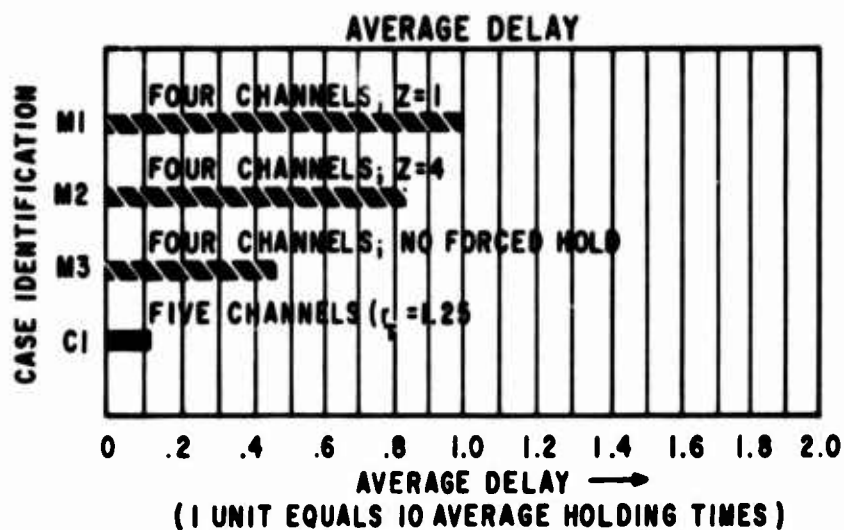 AVERAGE DELAY
CASE IDENTIFICATION
M1
FOUR CHANNELS; Z=1
M2
FOUR CHANNELS; Z=4
M3
FOUR CHANNELS; NO FORCED HOLD
C1
FIVE CHANNELS ( =1.25
0 .2 .4 .6 .8 1.0 1.2 1.4 1.6 1.8 2.0
AVERAGE DELAY →
(1 UNIT EQUALS 10 AVERAGE HOLDING TIMES)